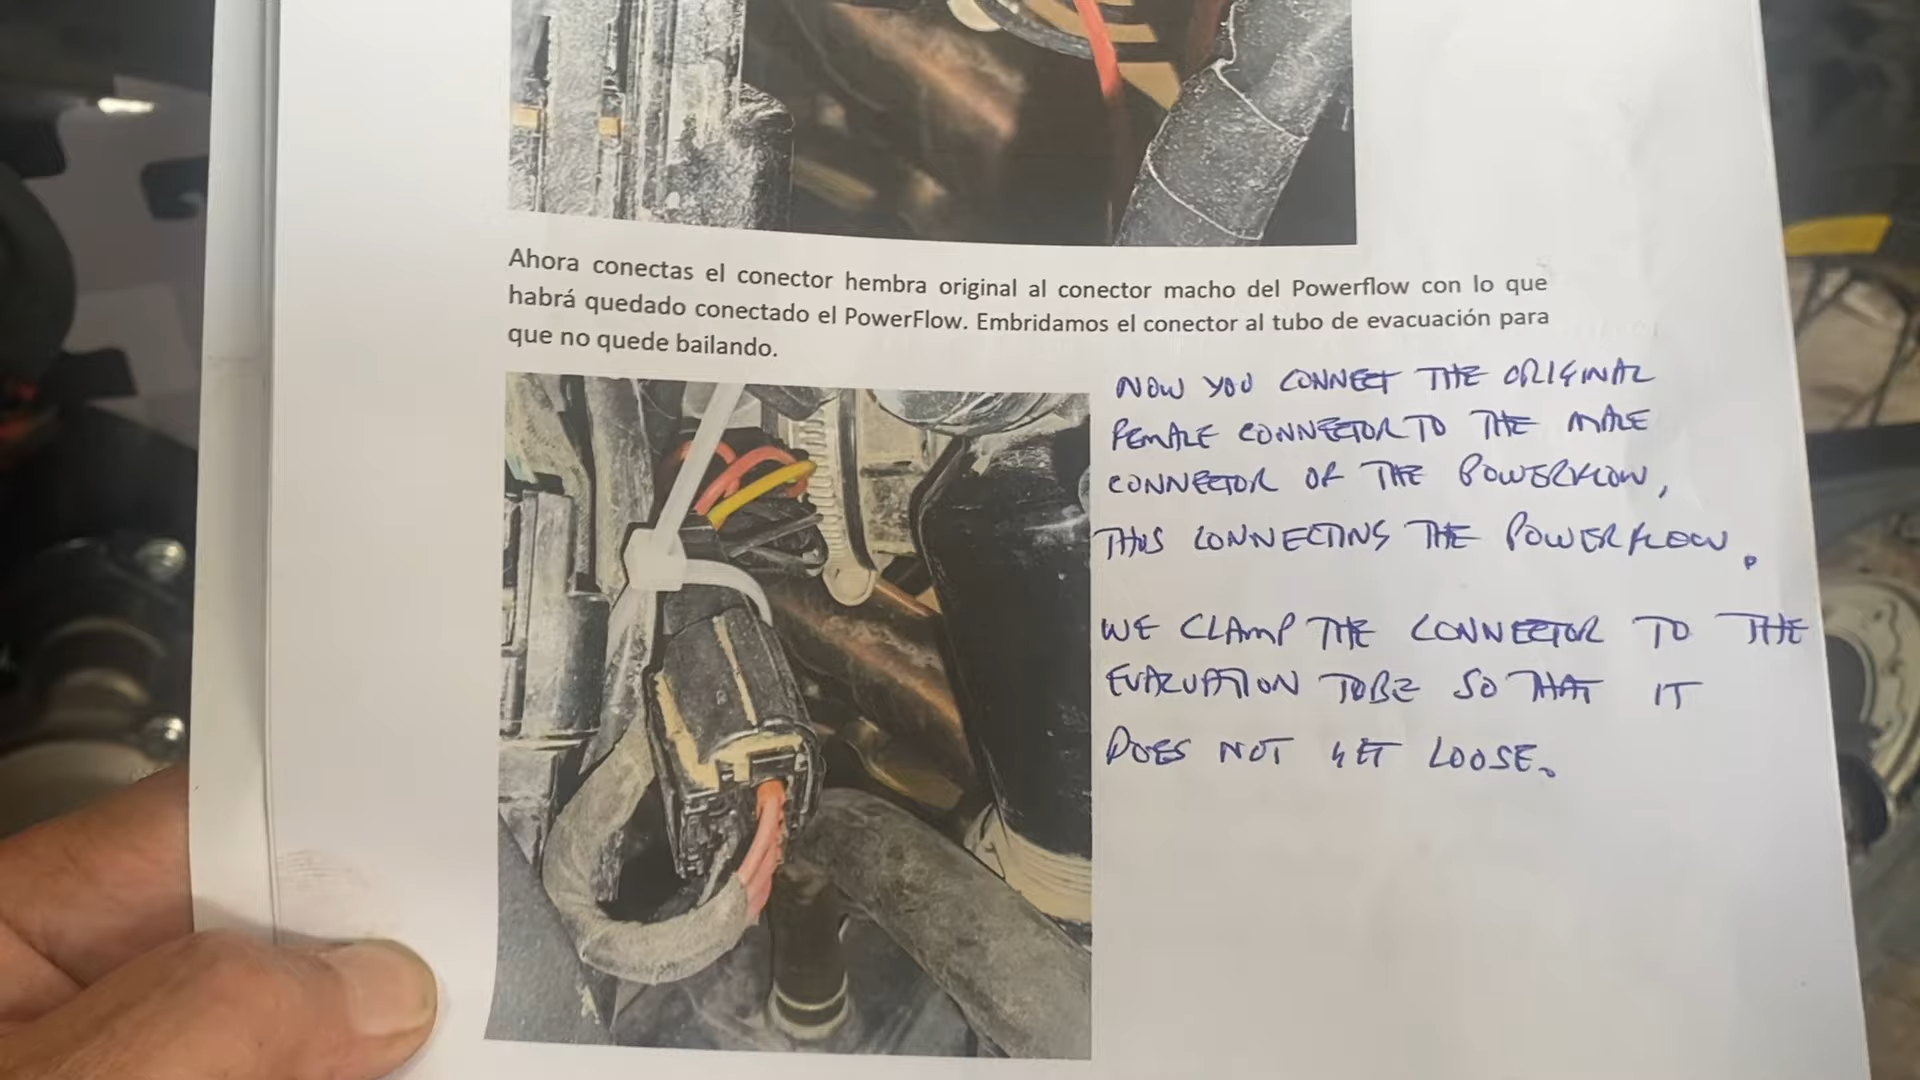 Ahora conectas el conector hembra original al conector macho del Powerflow con lo que
habrá quedado conectado el PowerFlow. Embridamos el conector al tubo de evacuación para
que no quede bailando.
NOW YOU CONNECT THE ORIGINAL
FEMALE CONNECTOR TO THE MALE
CONNECTOR OF THE POWERFLOW,
THUS CONNECTING THE POWERFLOW.
WE CLAMP THE CONNECTOR TO THE
EVACUATION TUBE SO THAT IT
DOES NOT GET LOOSE.